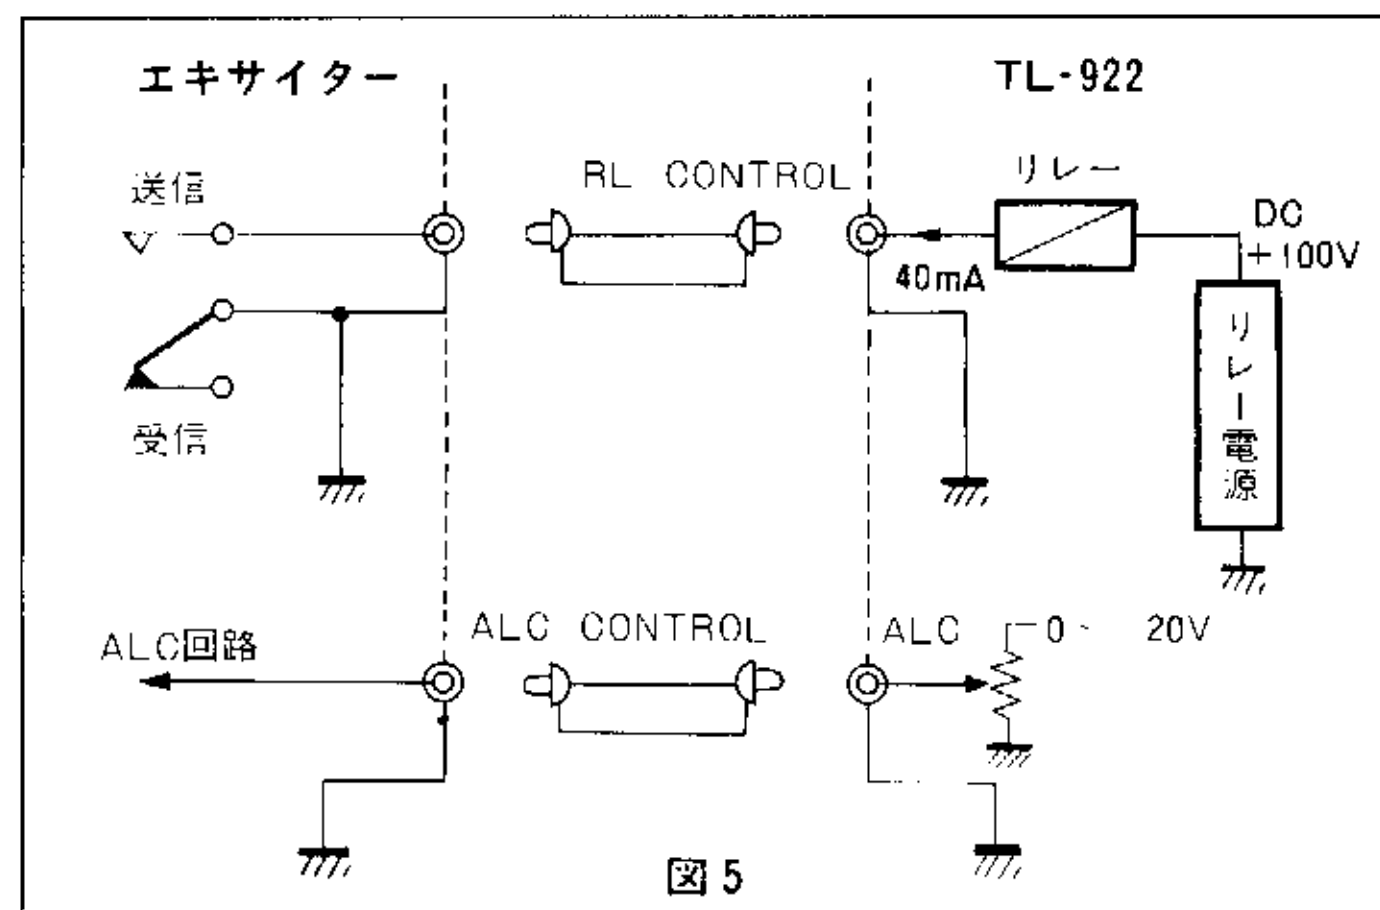 エキサイター
TL-922
送信
RL CONTROL
リレー
DC
+100V
40mA
リレー電源
受信
ALC回路
ALC CONTROL
ALC
0 ~ 20V
図5